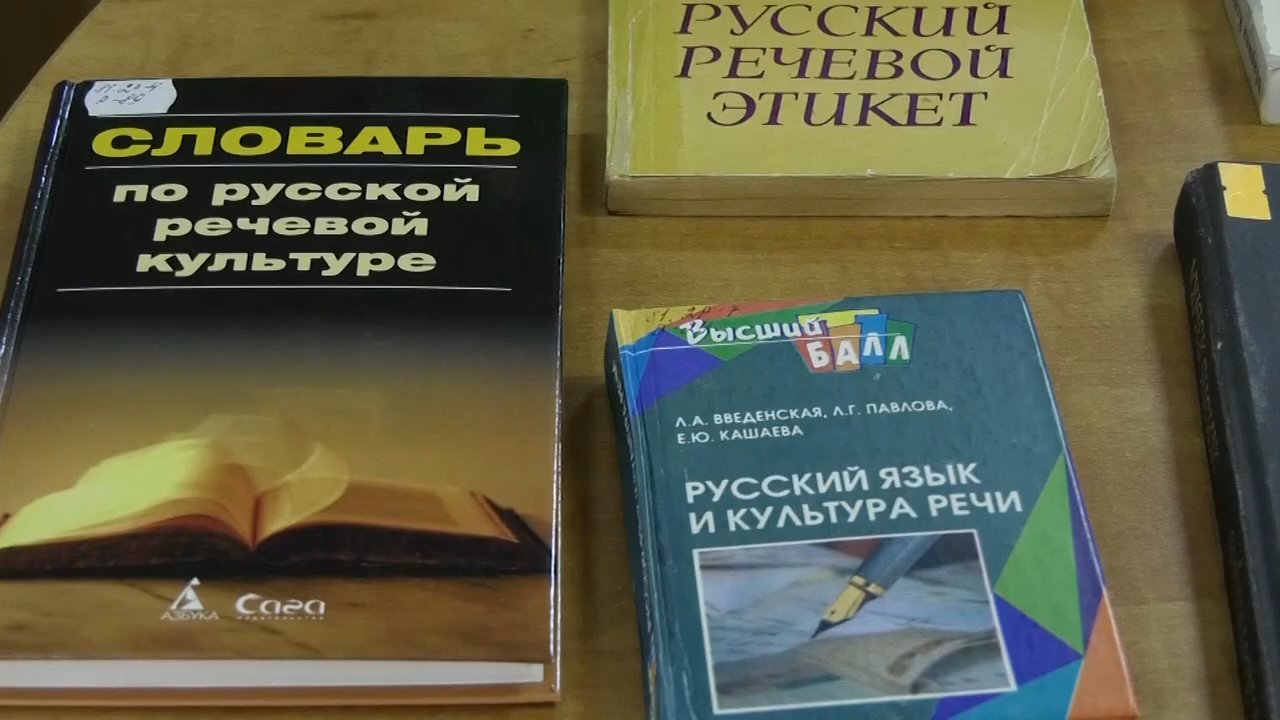 СЛОВАРЬ
по русской
речевой
культуре
АЗБУКА
Сага
РУССКИЙ
РЕЧЕВОЙ
ЭТИКЕТ
Высший
БАЛЛ
Л.А. ВВЕДЕНСКАЯ, Л.Г. ПАВЛОВА,
Е.Ю. КАШАЕВА
РУССКИЙ ЯЗЫК
И КУЛЬТУРА РЕЧИ